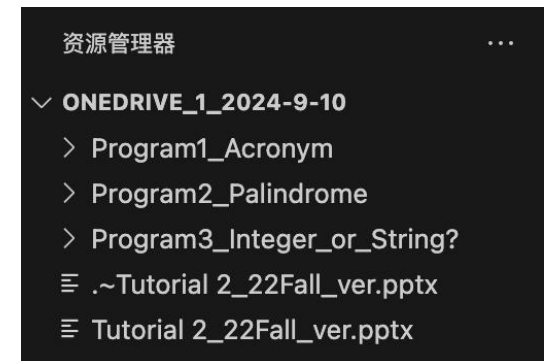 资源管理器
ONEDRIVE_1_2024-9-10
Program1_Acronym
Program2_Palindrome
Program3_Integer_or_String?
.~Tutorial 2_22Fall_ver.pptx
Tutorial 2_22Fall_ver.pptx